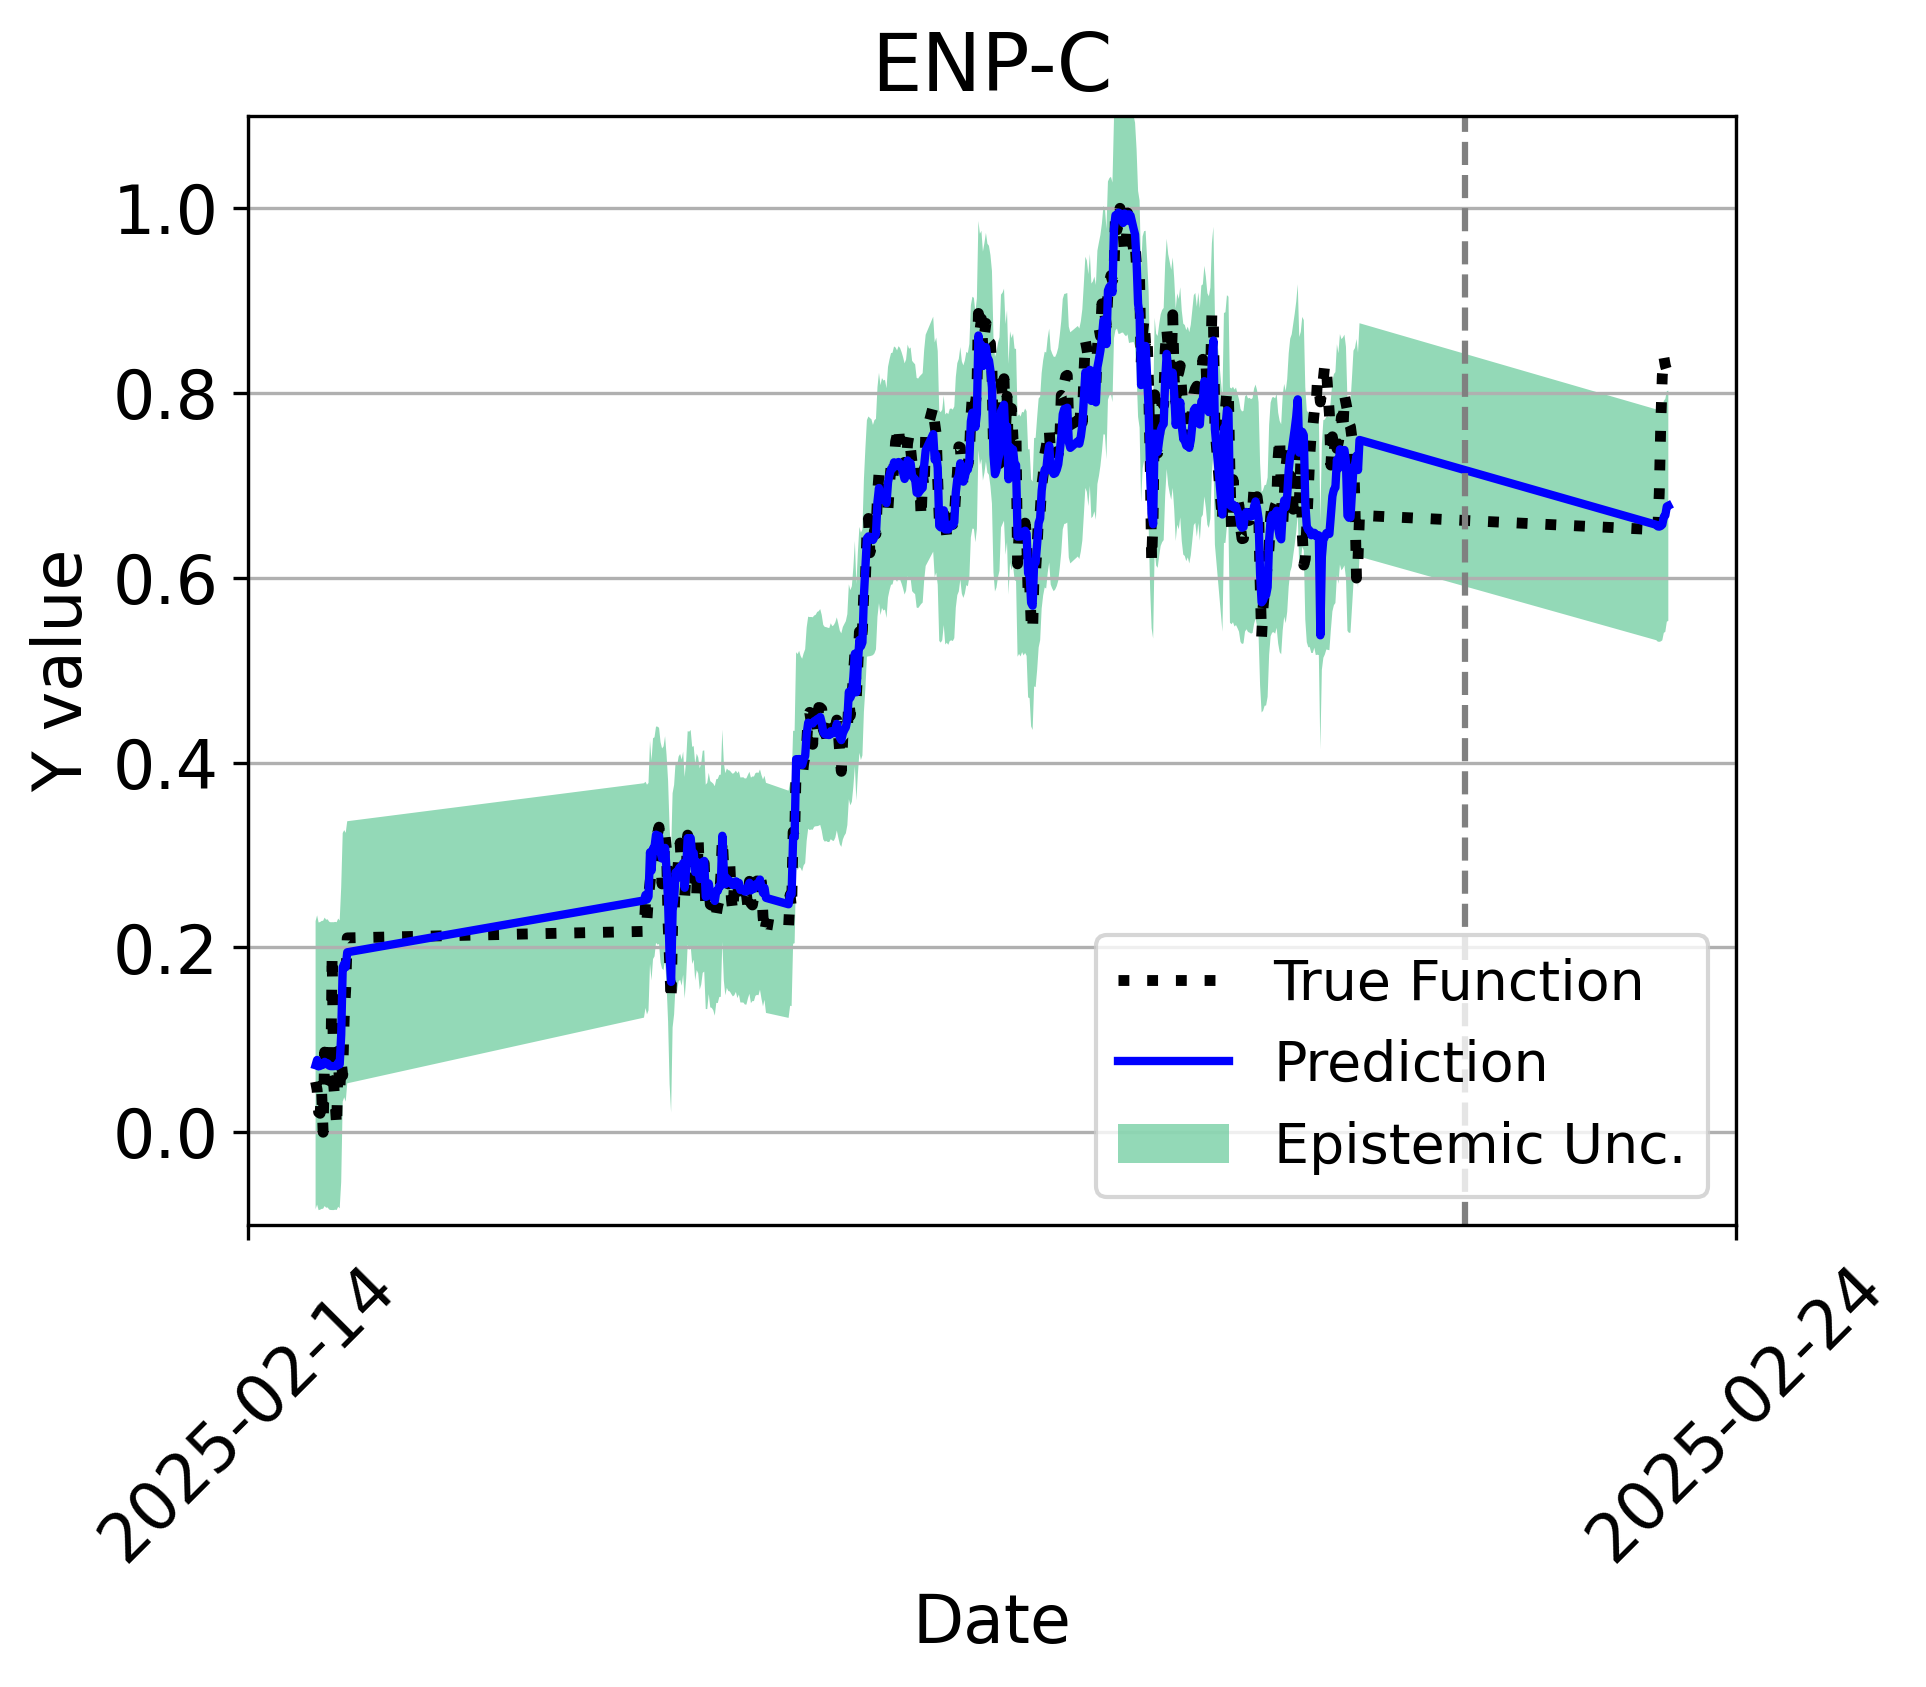 ENP-C
Y value
1.0
0.8
0.6
0.4
0.2
0.0
True Function
Prediction
Epistemic Unc.
2025-02-14
2025-02-24
Date